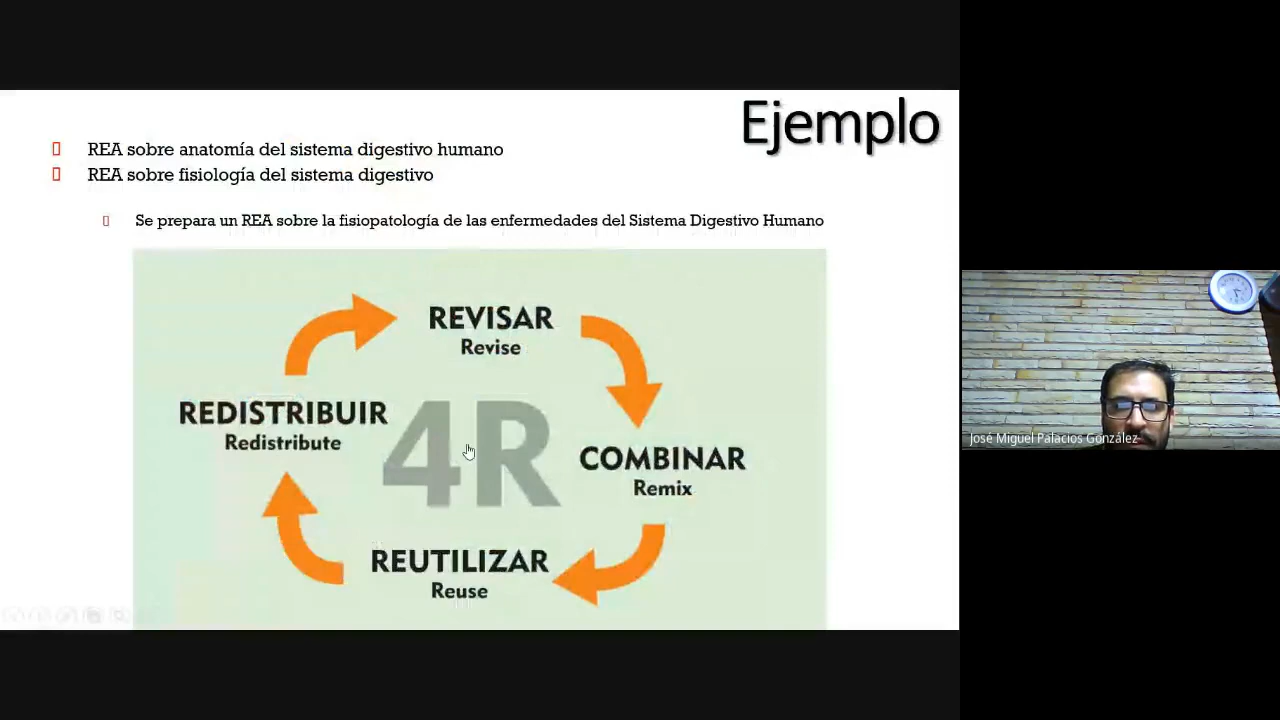 Ejemplo
REA sobre anatomía del sistema digestivo humano
REA sobre fisiología del sistema digestivo
Se prepara un REA sobre la fisiopatología de las enfermedades del Sistema Digestivo Humano
REVISAR
Revise
REDISTRIBUIR
Redistribute
4R
COMBINAR
Remix
REUTILIZAR
Reuse
José Miguel Palacios González